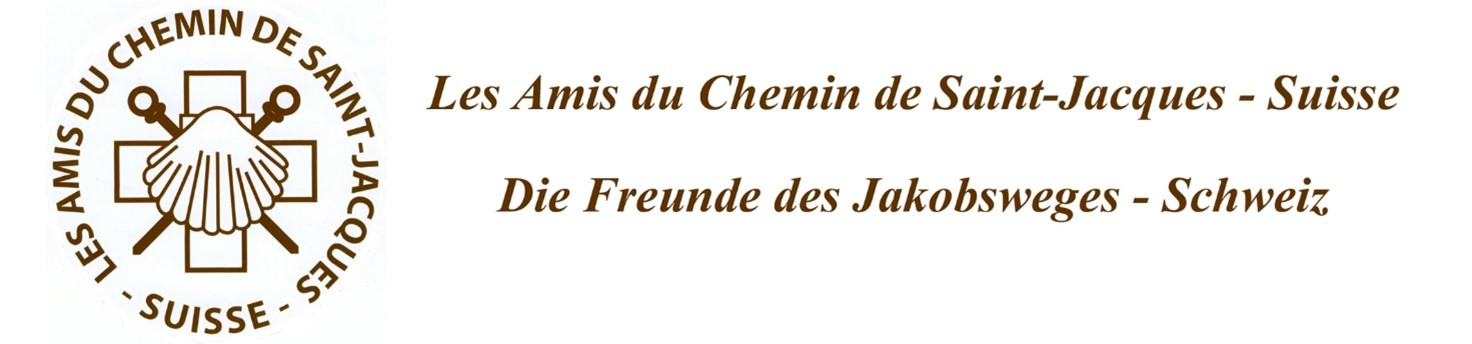 LES AMIS DU CHEMIN DE SAINT-JACQUES
- SUISSE -
Les Amis du Chemin de Saint-Jacques - Suisse
Die Freunde des Jakobsweges - Schweiz